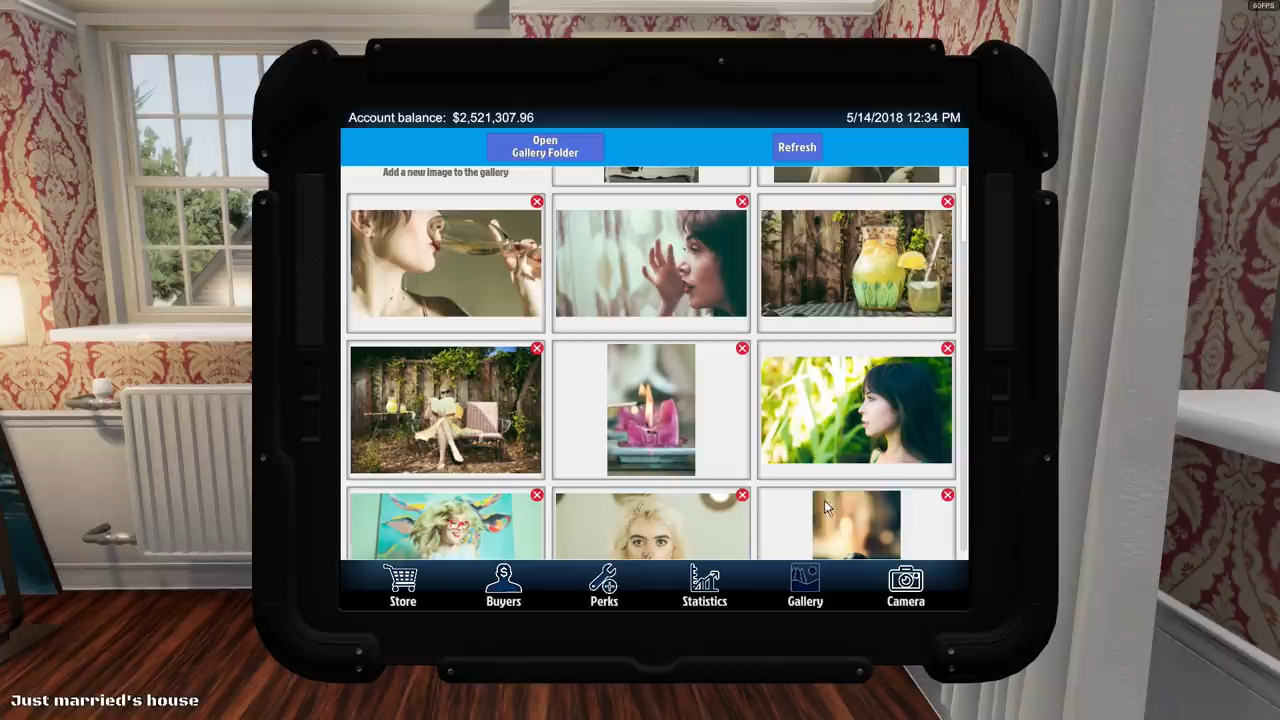 60FPS
Account balance: $2,521,307.96
5/14/2018 12:34 PM
Open
Gallery Folder
Refresh
Add a new image to the gallery
Store
Buyers
Perks
Statistics
Gallery
Camera
Just married's house